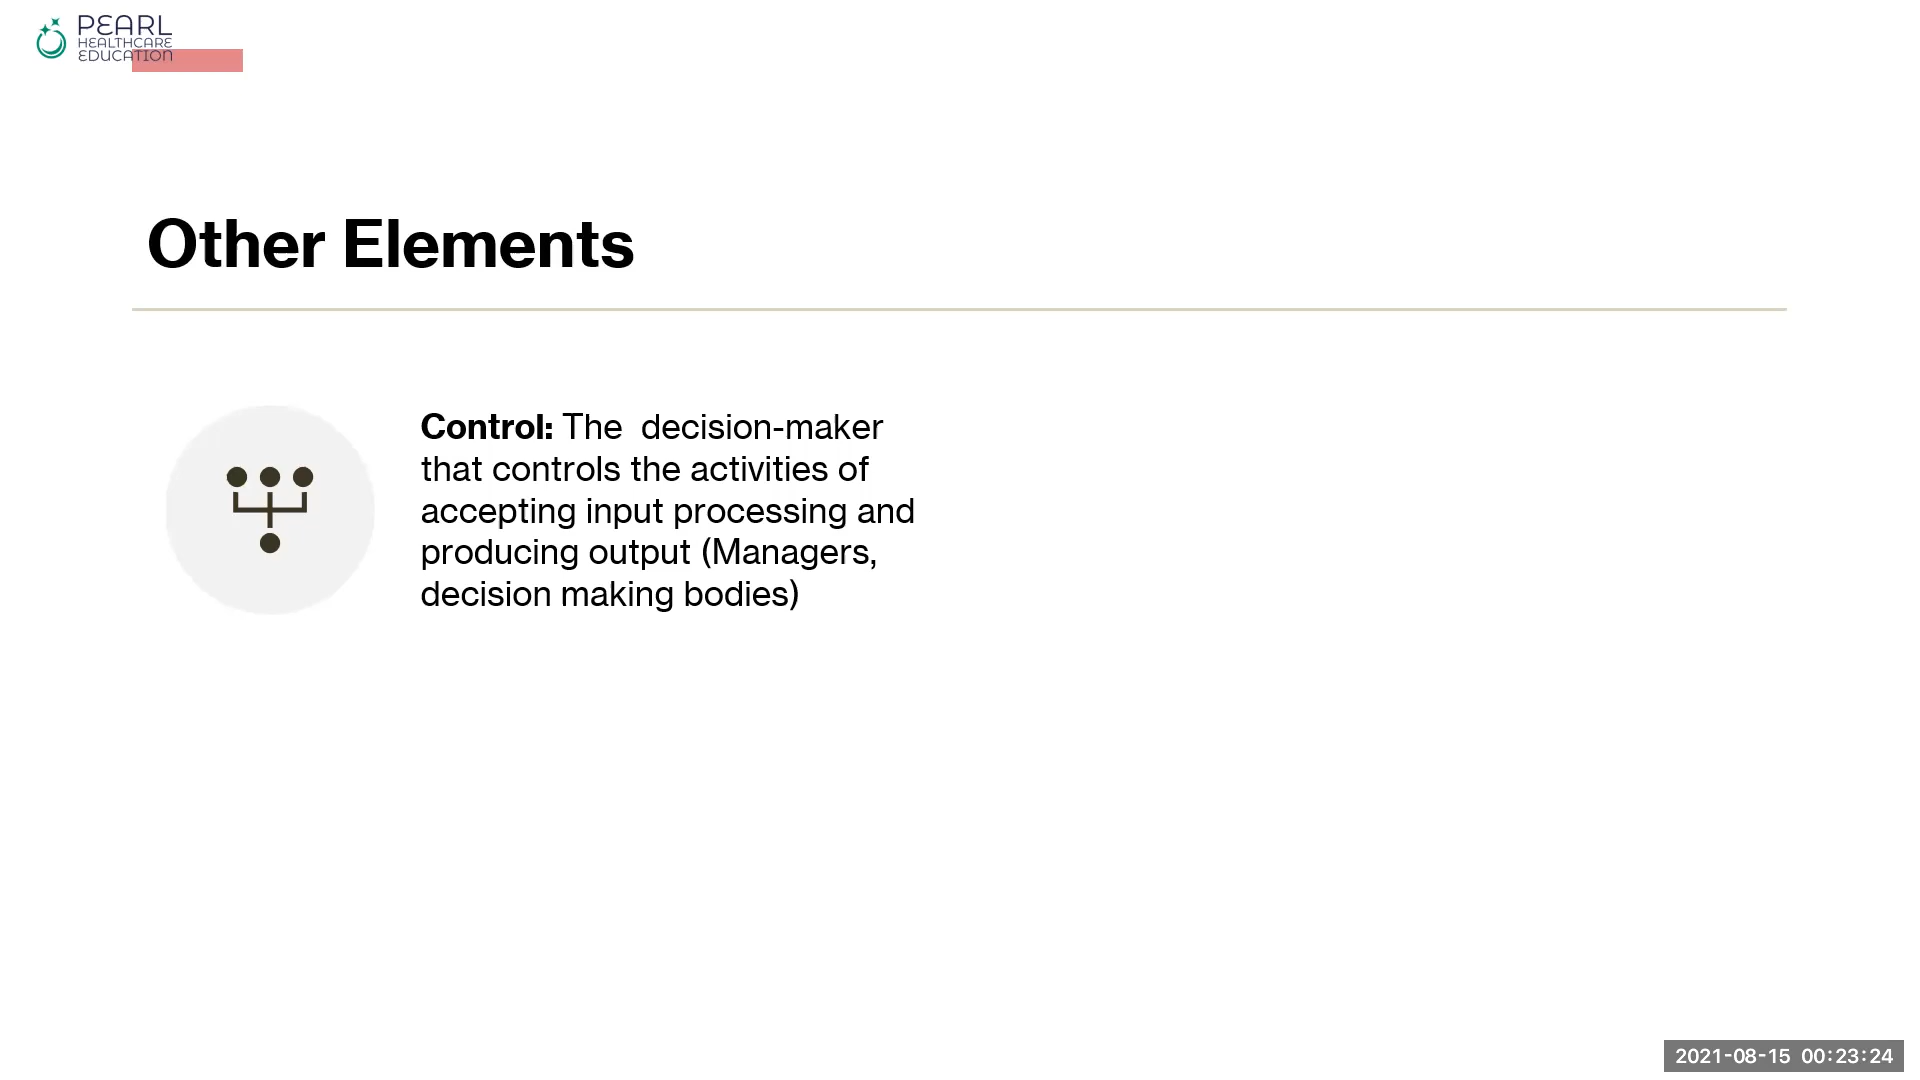 PEARL
HEALTHCARE
EDUCATION
Other Elements
Control: The  decision-maker
that controls the activities of
accepting input processing and
producing output (Managers,
decision making bodies)
2021-08-15 00:23:24